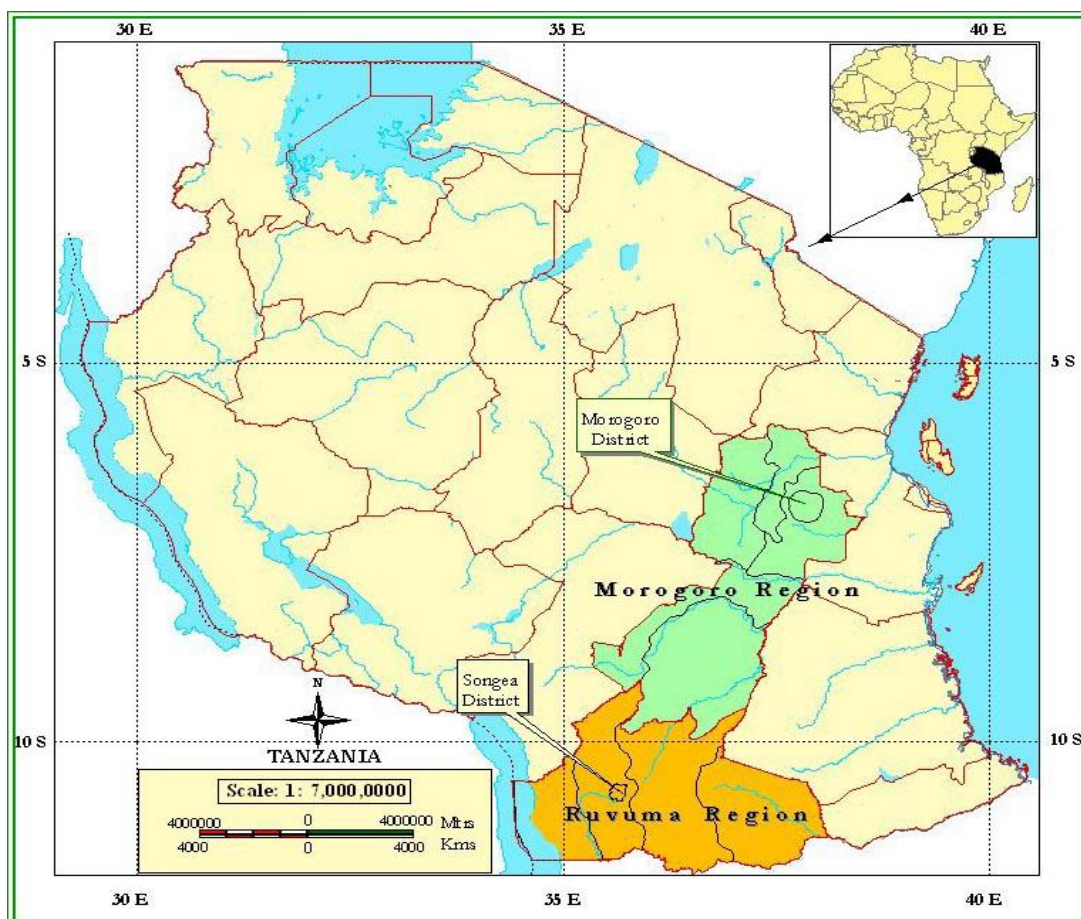 30 E 35 E 40 E
5 S 5 S
Morogoro
District
Morogoro Region
Songea
District
N
10 S 10 S
TANZANIA
Scale: 1: 7,000,0000
4000000 0 4000000 Mtrs
4000 0 4000 Kms
Ruvuma Region
30 E 35 E 40 E